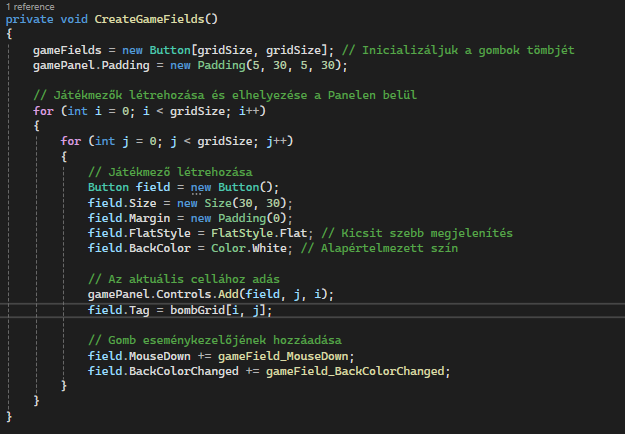 1 reference
private void CreateGameFields()
{
gameFields = new Button[gridSize, gridSize]; // Inicializáljuk a gombok tömbjét
gamePanel.Padding = new Padding(5, 30, 5, 30);
// Játékmezők létrehozása és elhelyezése a Panelen belül
for (int i = 0; i < gridSize; i++)
{
for (int j = 0; j < gridSize; j++)
{
// Játékmező létrehozása
Button field = new Button();
field.Size = new Size(30, 30);
field.Margin = new Padding(0);
field.FlatStyle = FlatStyle.Flat; // Kicsit szebb megjelenítés
field.BackColor = Color.White; // Alapértelmezett szín
// Az aktuális cellához adás
gamePanel.Controls.Add(field, j, i);
field.Tag = bombGrid[i, j];
// Gomb eseménykezelőjének hozzáadása
field.MouseDown += gameField_MouseDown;
field.BackColorChanged += gameField_BackColorChanged;
}
}
}